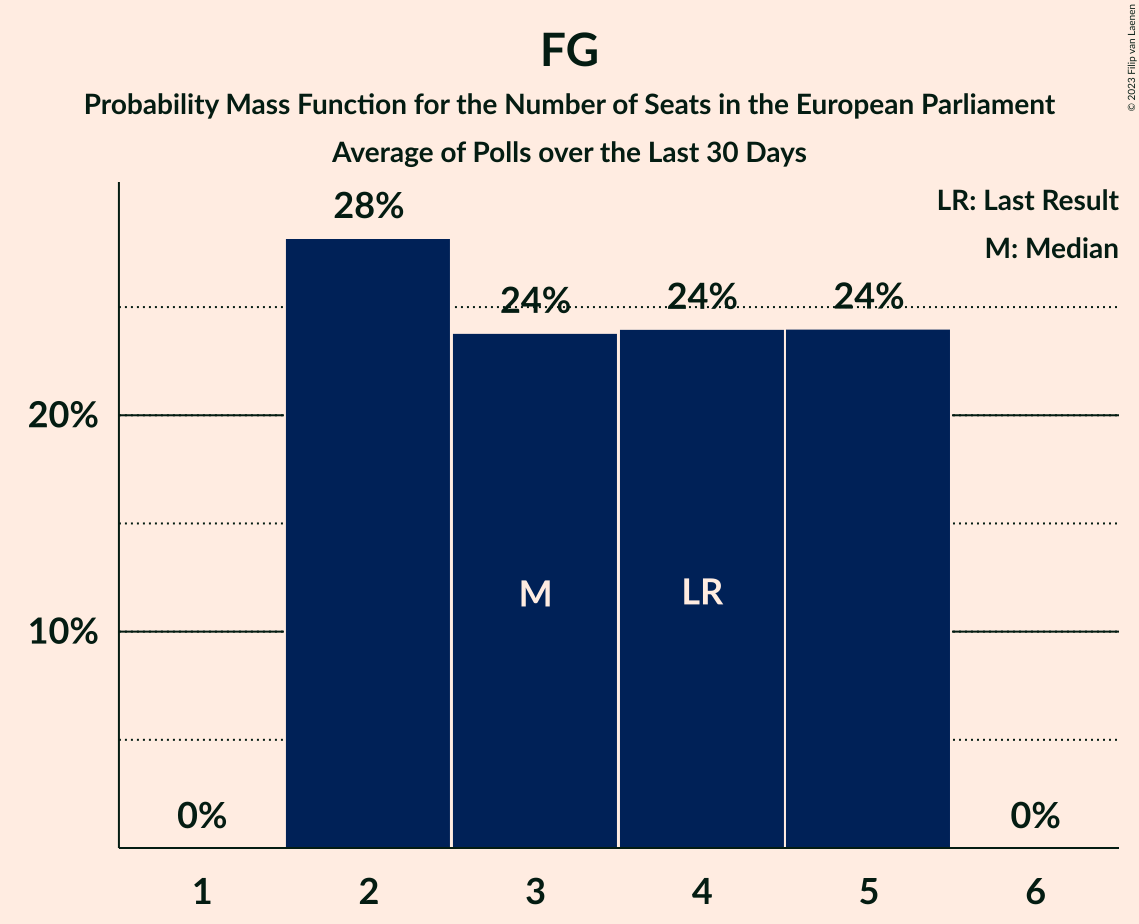 FG
Probability Mass Function for the Number of Seats in the European Parliament
Average of Polls over the Last 30 Days
© 2023 Filip van Laenen
LR: Last Result
M: Median
28%
24%
24%
24%
20%
M
LR
10%
0%
0%
1
2
3
4
5
6